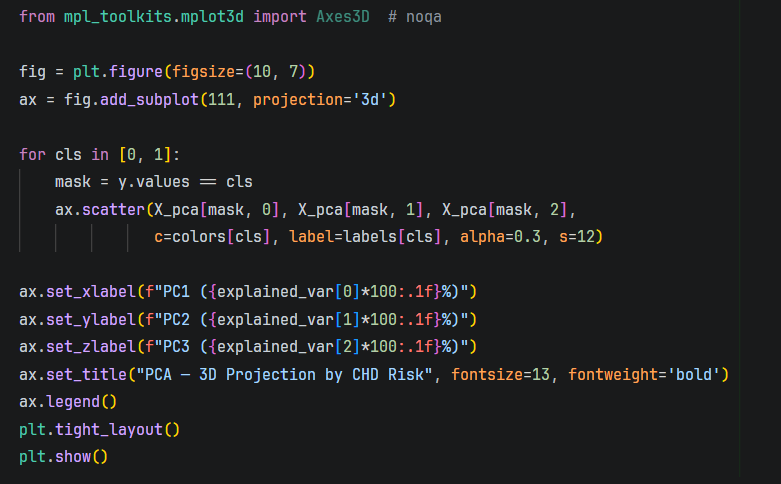 from mpl_toolkits.mplot3d import Axes3D  # noqa
fig = plt.figure(figsize=(10, 7))
ax = fig.add_subplot(111, projection='3d')
for cls in [0, 1]:
    mask = y.values == cls
    ax.scatter(X_pca[mask, 0], X_pca[mask, 1], X_pca[mask, 2],
               c=colors[cls], label=labels[cls], alpha=0.3, s=12)
ax.set_xlabel(f"PC1 ({explained_var[0]*100:.1f}%)")
ax.set_ylabel(f"PC2 ({explained_var[1]*100:.1f}%)")
ax.set_zlabel(f"PC3 ({explained_var[2]*100:.1f}%)")
ax.set_title("PCA — 3D Projection by CHD Risk", fontsize=13, fontweight='bold')
ax.legend()
plt.tight_layout()
plt.show()